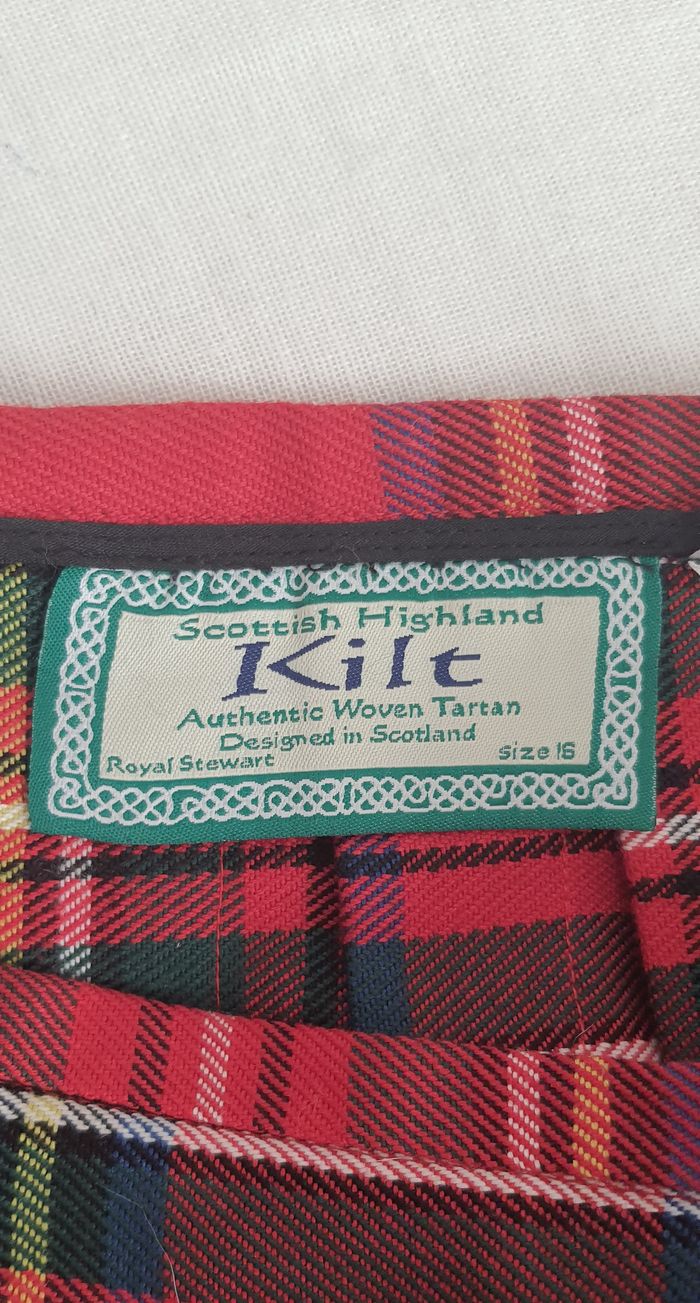 Scottish Highland
Kilt
Authentic Woven Tartan
Designed in Scotland
Royal Stewart Size 16